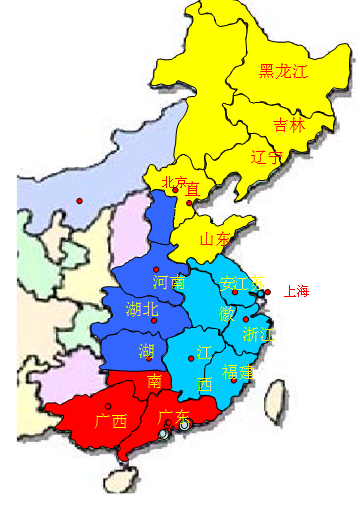 黑龙江
吉林
辽宁
北京
直
山东
河南
安
江苏
上海
徽
湖北
浙江
湖
江
南
西
福建
广西
广东